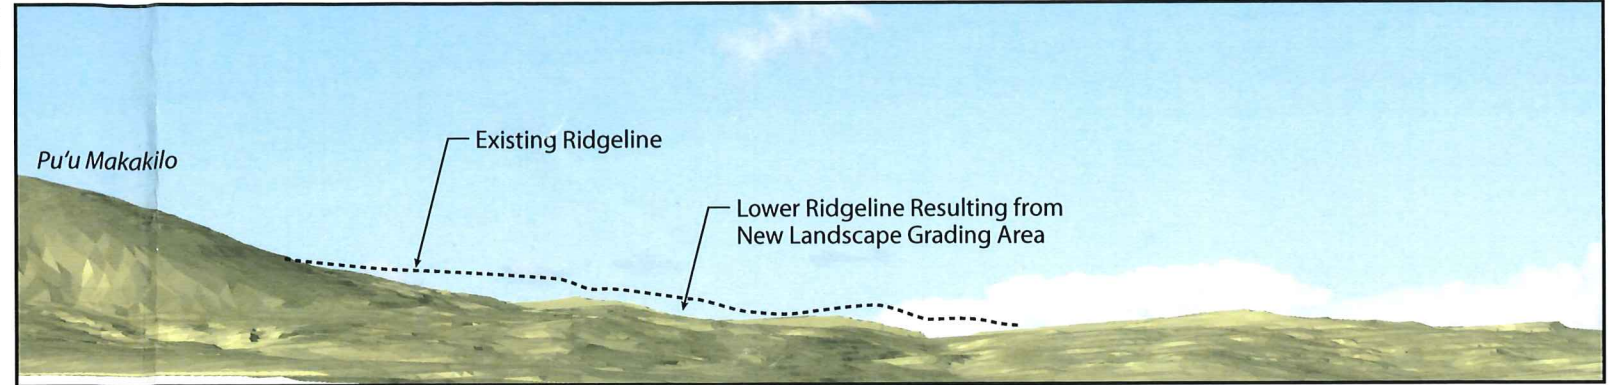 Pu'u Makakilo
Existing Ridgeline
Lower Ridgeline Resulting from
New Landscape Grading Area